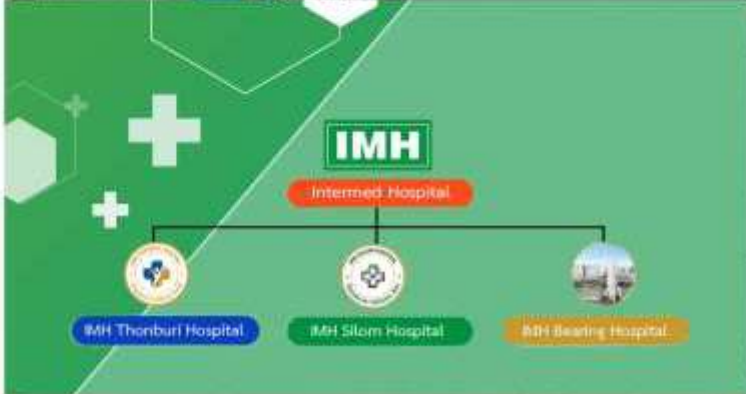 IMH
Intermed Hospital
IMH Thonburi Hospital
IMH Silom Hospital
IMH Bearing Hospital